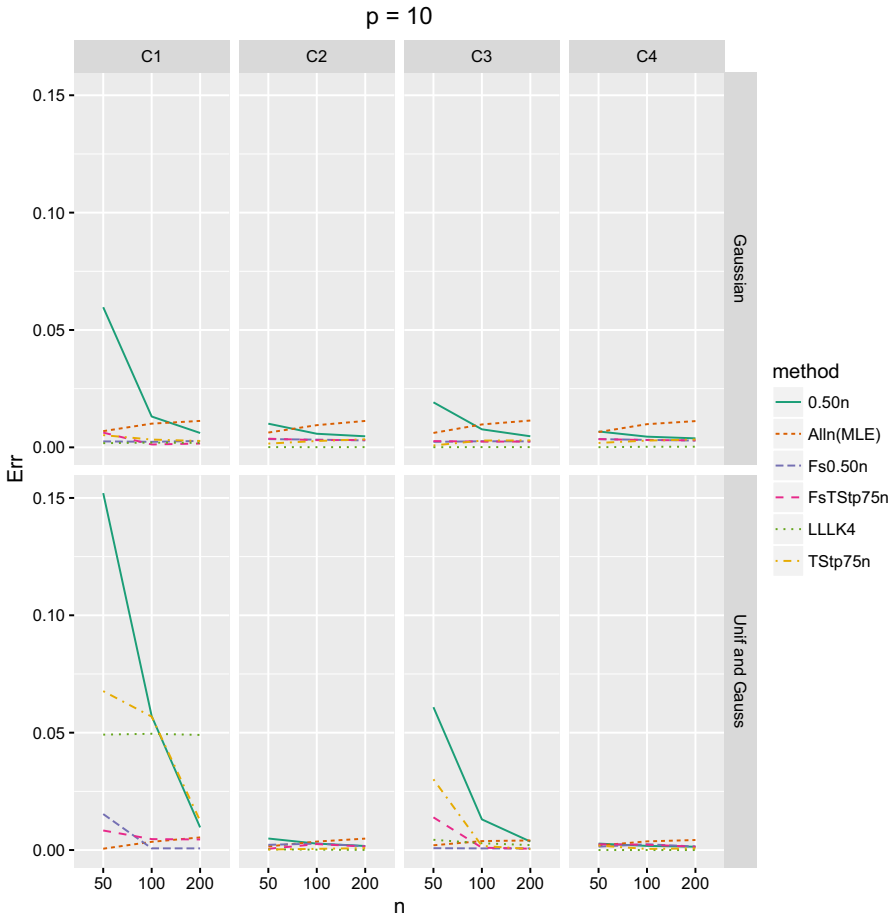 p = 10
C1 C2 C3 C4
0.15
0.10
0.05
0.00
Gaussian
Err
0.15
0.10
0.05
0.00
Unif and Gauss
50 100 200 50 100 200 50 100 200 50 100 200
n
method
0.50n
Alln(MLE)
Fs0.50n
FsTStp75n
LLLK4
TStp75n